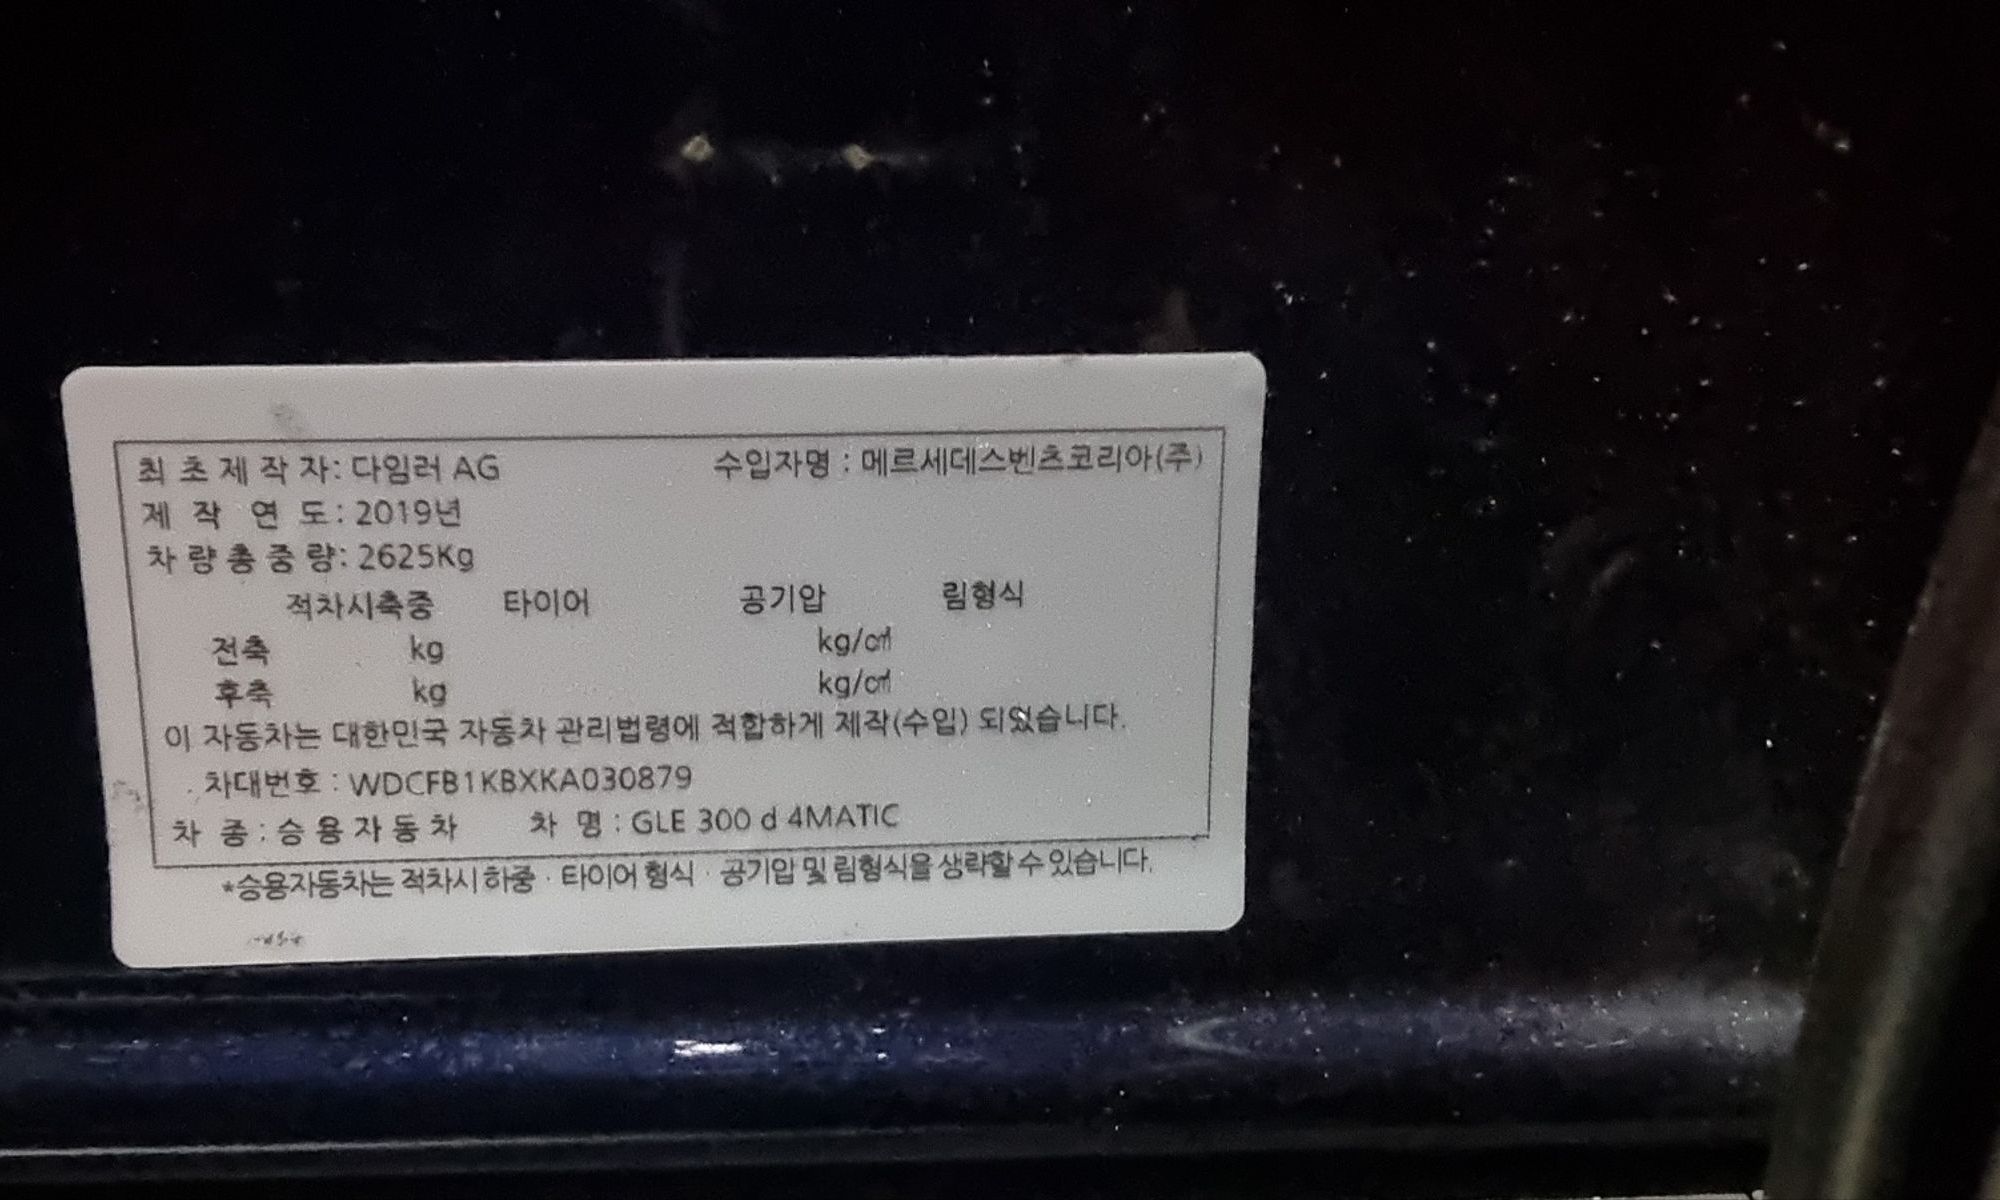 최초제작자: 다임러 AG 수입자명 : 메르세데스벤츠코리아(주)
제작연도: 2019년
차량총중량: 2625Kg
적차시축중 타이어 공기압 림형식
전축 kg kg/㎠
후축 kg kg/㎠
이 자동차는 대한민국 자동차 관리법령에 적합하게 제작(수입) 되었습니다.
차대번호 : WDCFB1KBXKA030879
차종 : 승용자동차 차명 : GLE 300 d 4MATIC
*승용자동차는 적차시 하중 · 타이어 형식 · 공기압 및 림형식을 생략할 수 있습니다.